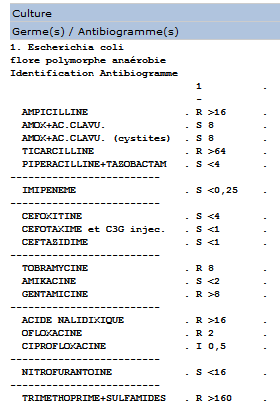 Culture
Germe(s) / Antibiogramme(s)
1. Escherichia coli
flore polymorphe anaérobie
Identification Antibiogramme
1 .
-
AMPICILLINE . R >16 .
AMOX+AC.CLAVU. . S 8 .
AMOX+AC.CLAVU. (cystites) . S 8 .
TICARCILLINE . R >64 .
PIPERACILLINE+TAZOBACTAM . S <4 .
-------------------------
IMIPENEME . S <0,25 .
-------------------------
CEFOXITINE . S <4 .
CEFOTAXIME et C3G injec. . S <1 .
CEFTAZIDIME . S <1 .
-------------------------
TOBRAMYCINE . R 8 .
AMIKACINE . S <2 .
GENTAMICINE . R >8 .
-------------------------
ACIDE NALIDIXIQUE . R >16 .
OFLOXACINE . R 2 .
CIPROFLOXACINE . I 0,5 .
-------------------------
NITROFURANTOINE . S <16 .
-------------------------
TRIMETHOPRIME+SULFAMIDES . R >160 .